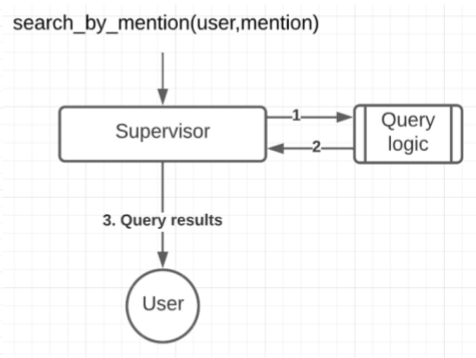 search_by_mention(user,mention)
Supervisor
1
Query
logic
2
3. Query results
User